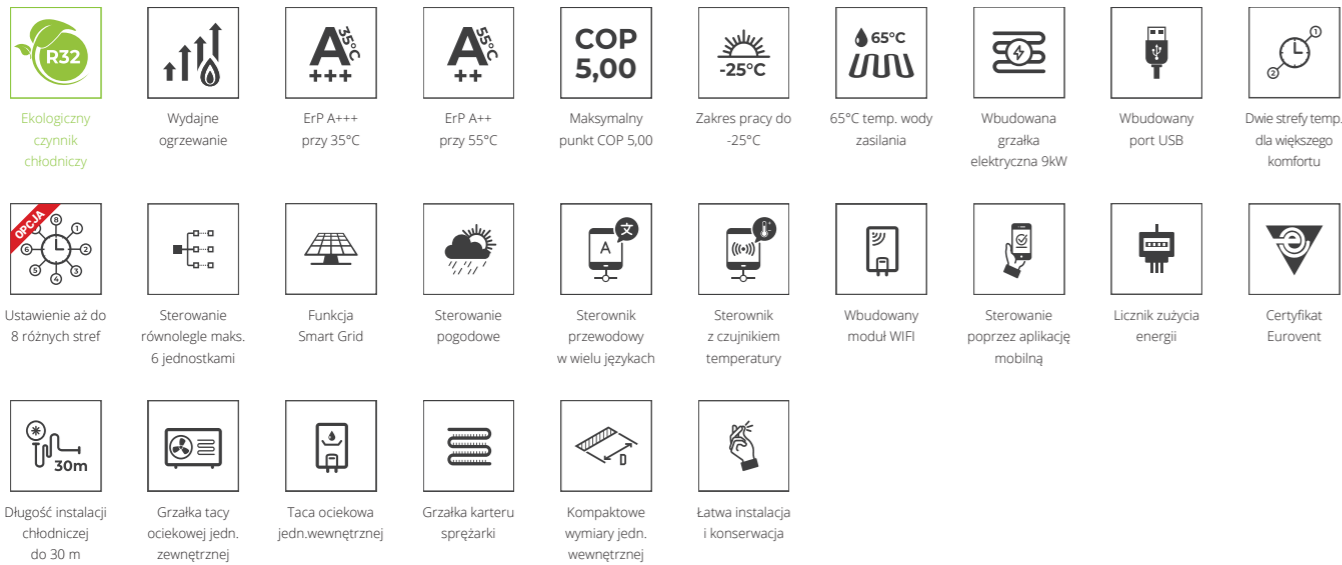 R32
Ekologiczny
czynnik
chłodniczy
Wydajne
ogrzewanie
A 35°C
+++
ErP A+++
przy 35°C
A 55°C
++
ErP A++
przy 55°C
COP
5,00
Maksymalny
punkt COP 5,00
-25°C
Zakres pracy do
-25°C
65°C
65°C temp. wody
zasilania
Wbudowana
grzałka
elektryczna 9kW
Wbudowany
port USB
1
2
Dwie strefy temp.
dla większego
komfortu
OPCJA
8
1
2
3
4
5
6
Ustawienie aż do
8 różnych stref
Sterowanie
równolegle maks.
6 jednostkami
Funkcja
Smart Grid
Sterowanie
pogodowe
A 文
Sterownik
przewodowy
w wielu językach
Sterownik
z czujnikiem
temperatury
Wbudowany
moduł WIFI
Sterowanie
poprzez aplikację
mobilną
Licznik zużycia
energii
Certyfikat
Eurovent
30m
Długość instalacji
chłodniczej
do 30 m
Grzałka tacy
ociekowej jedn.
zewnętrznej
Taca ociekowa
jedn.wewnętrznej
Grzałka karteru
sprężarki
D
Kompaktowe
wymiary jedn.
wewnętrznej
Łatwa instalacja
i konserwacja